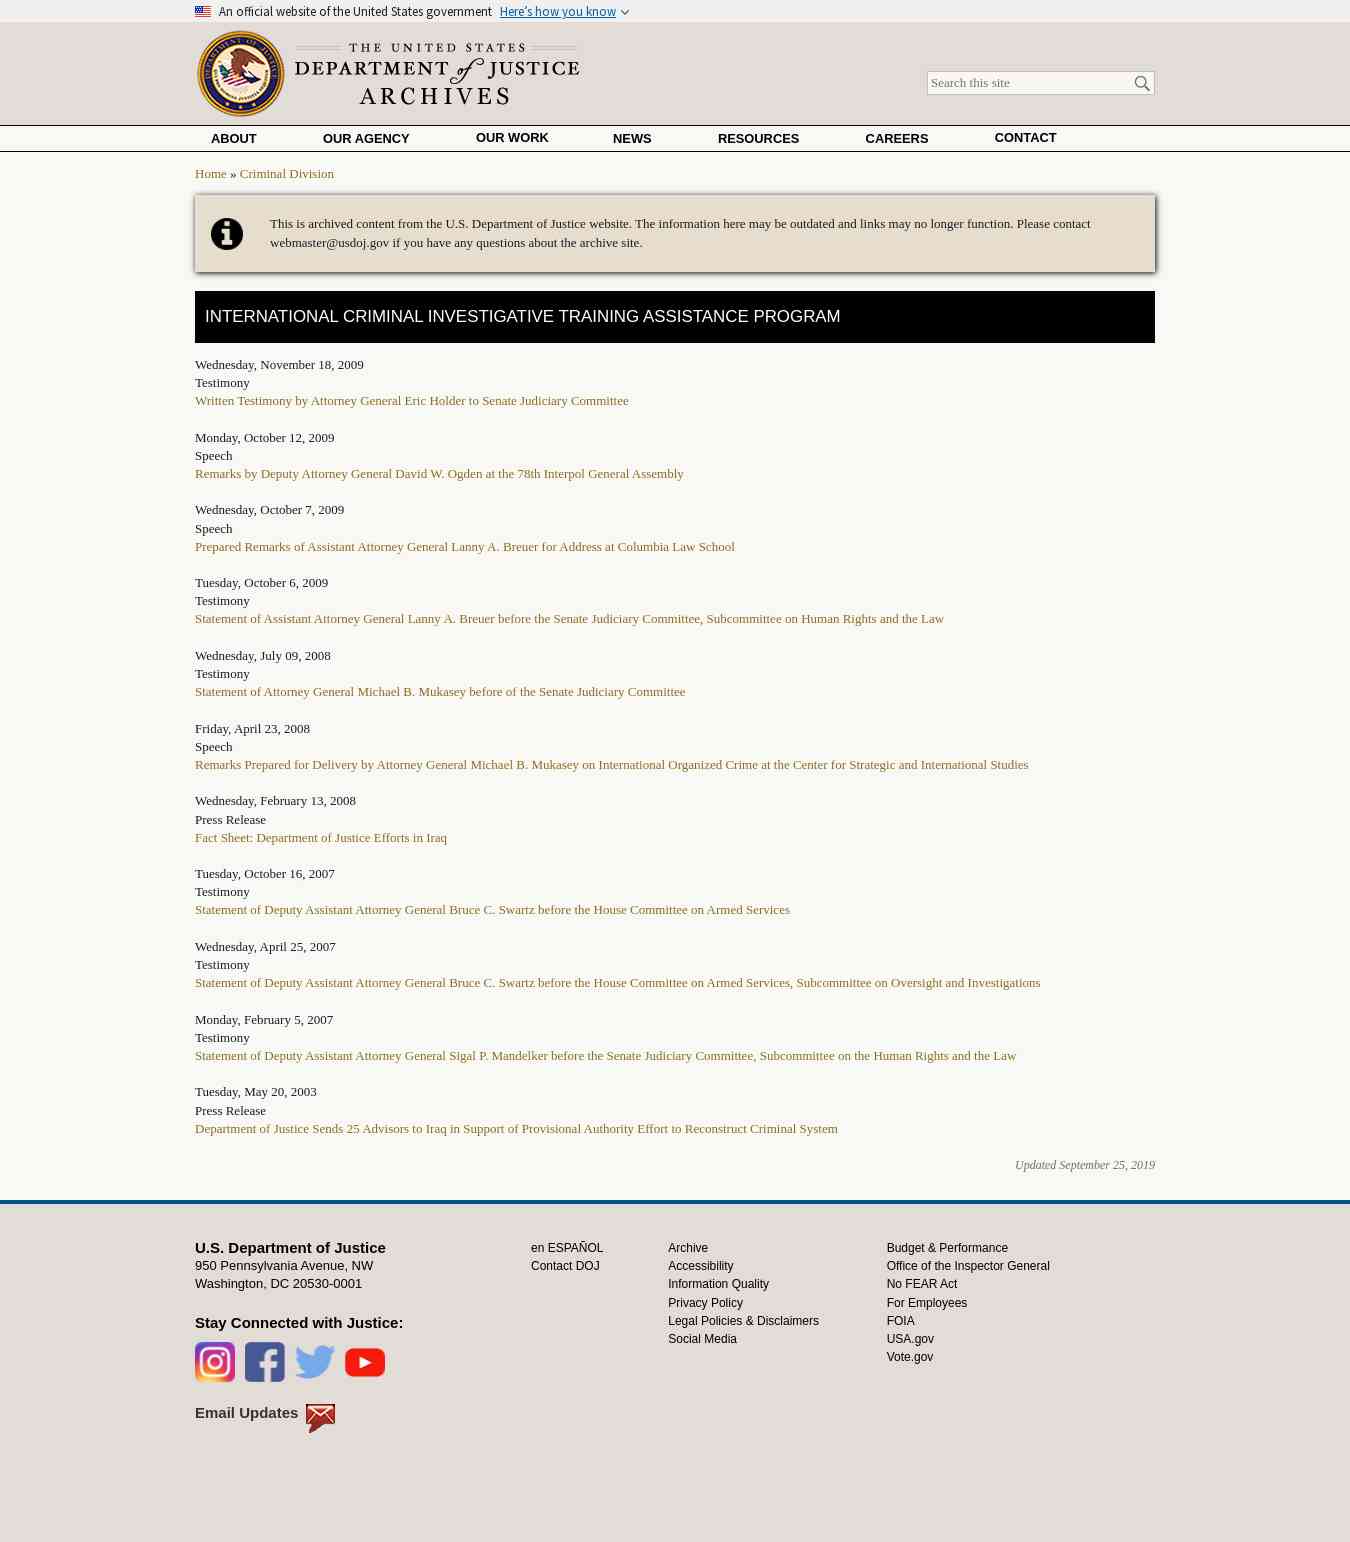 An official website of the United States government Here's how you know
THE UNITED STATES
DEPARTMENT of JUSTICE
ARCHIVES
Search this site
ABOUT OUR AGENCY OUR WORK NEWS RESOURCES CAREERS CONTACT
Home » Criminal Division
This is archived content from the U.S. Department of Justice website. The information here may be outdated and links may no longer function. Please contact
webmaster@usdoj.gov if you have any questions about the archive site.
INTERNATIONAL CRIMINAL INVESTIGATIVE TRAINING ASSISTANCE PROGRAM
Wednesday, November 18, 2009
Testimony
Written Testimony by Attorney General Eric Holder to Senate Judiciary Committee
Monday, October 12, 2009
Speech
Remarks by Deputy Attorney General David W. Ogden at the 78th Interpol General Assembly
Wednesday, October 7, 2009
Speech
Prepared Remarks of Assistant Attorney General Lanny A. Breuer for Address at Columbia Law School
Tuesday, October 6, 2009
Testimony
Statement of Assistant Attorney General Lanny A. Breuer before the Senate Judiciary Committee, Subcommittee on Human Rights and the Law
Wednesday, July 09, 2008
Testimony
Statement of Attorney General Michael B. Mukasey before of the Senate Judiciary Committee
Friday, April 23, 2008
Speech
Remarks Prepared for Delivery by Attorney General Michael B. Mukasey on International Organized Crime at the Center for Strategic and International Studies
Wednesday, February 13, 2008
Press Release
Fact Sheet: Department of Justice Efforts in Iraq
Tuesday, October 16, 2007
Testimony
Statement of Deputy Assistant Attorney General Bruce C. Swartz before the House Committee on Armed Services
Wednesday, April 25, 2007
Testimony
Statement of Deputy Assistant Attorney General Bruce C. Swartz before the House Committee on Armed Services, Subcommittee on Oversight and Investigations
Monday, February 5, 2007
Testimony
Statement of Deputy Assistant Attorney General Sigal P. Mandelker before the Senate Judiciary Committee, Subcommittee on the Human Rights and the Law
Tuesday, May 20, 2003
Press Release
Department of Justice Sends 25 Advisors to Iraq in Support of Provisional Authority Effort to Reconstruct Criminal System
Updated September 25, 2019
U.S. Department of Justice
950 Pennsylvania Avenue, NW
Washington, DC 20530-0001
Stay Connected with Justice:
Email Updates
en ESPAÑOL
Contact DOJ
Archive
Accessibility
Information Quality
Privacy Policy
Legal Policies & Disclaimers
Social Media
Budget & Performance
Office of the Inspector General
No FEAR Act
For Employees
FOIA
USA.gov
Vote.gov